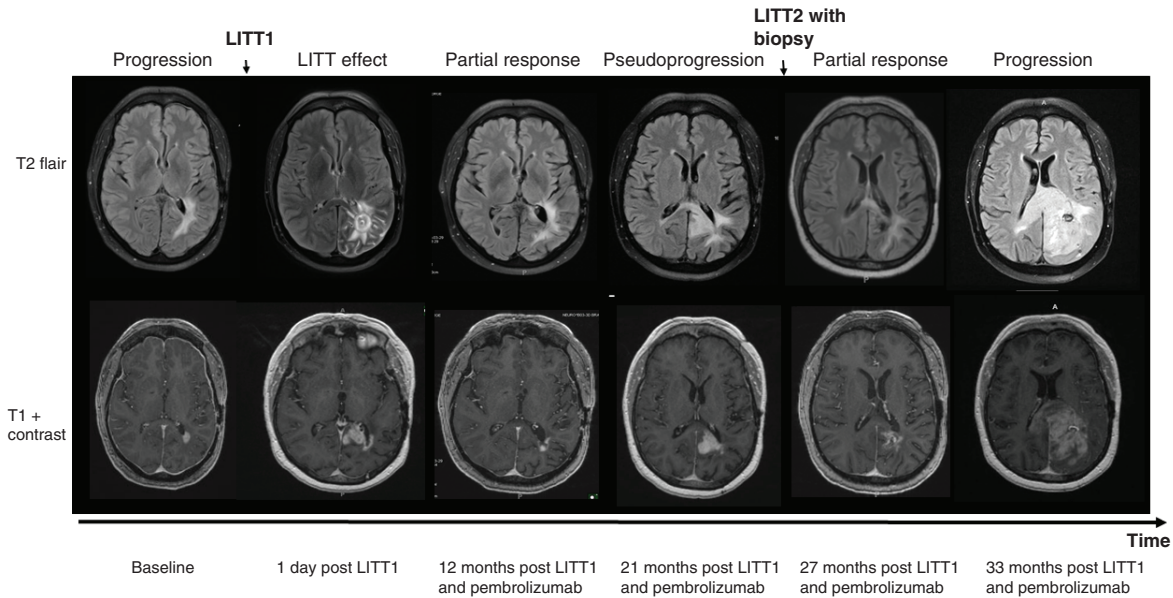 LITT1
LITT2 with
biopsy
Progression
LITT effect
Partial response
Pseudoprogression
Partial response
Progression
T2 flair
A
P
T1 +
contrast
A
A
P
P
Time
Baseline
1 day post LITT1
12 months post LITT1
and pembrolizumab
21 months post LITT1
and pembrolizumab
27 months post LITT1
and pembrolizumab
33 months post LITT1
and pembrolizumab